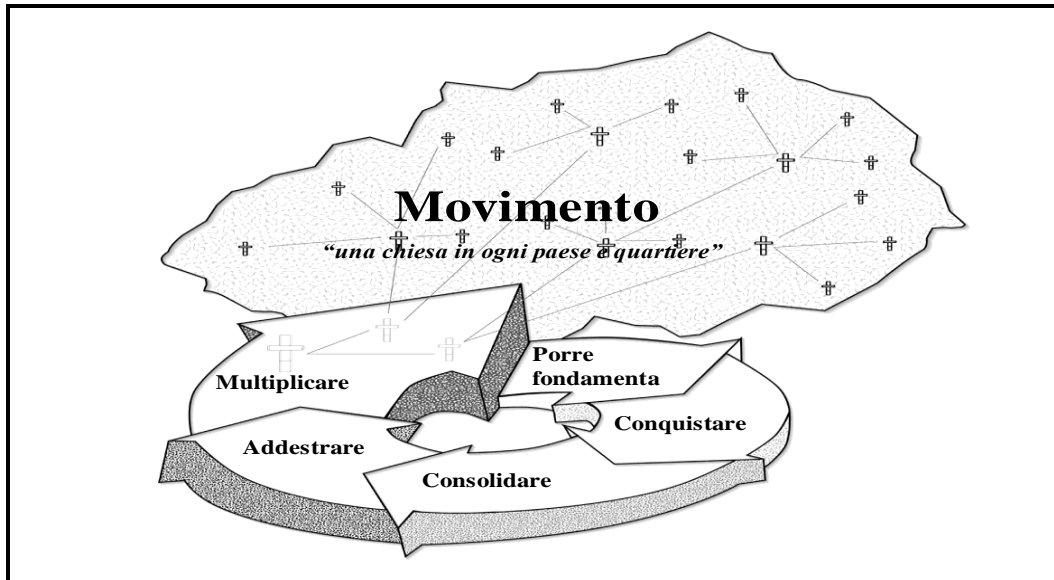 Movimento
“una chiesa in ogni paese e quartiere”
Porre
fondamenta
Multiplicare
Conquistare
Addestrare
Consolidare